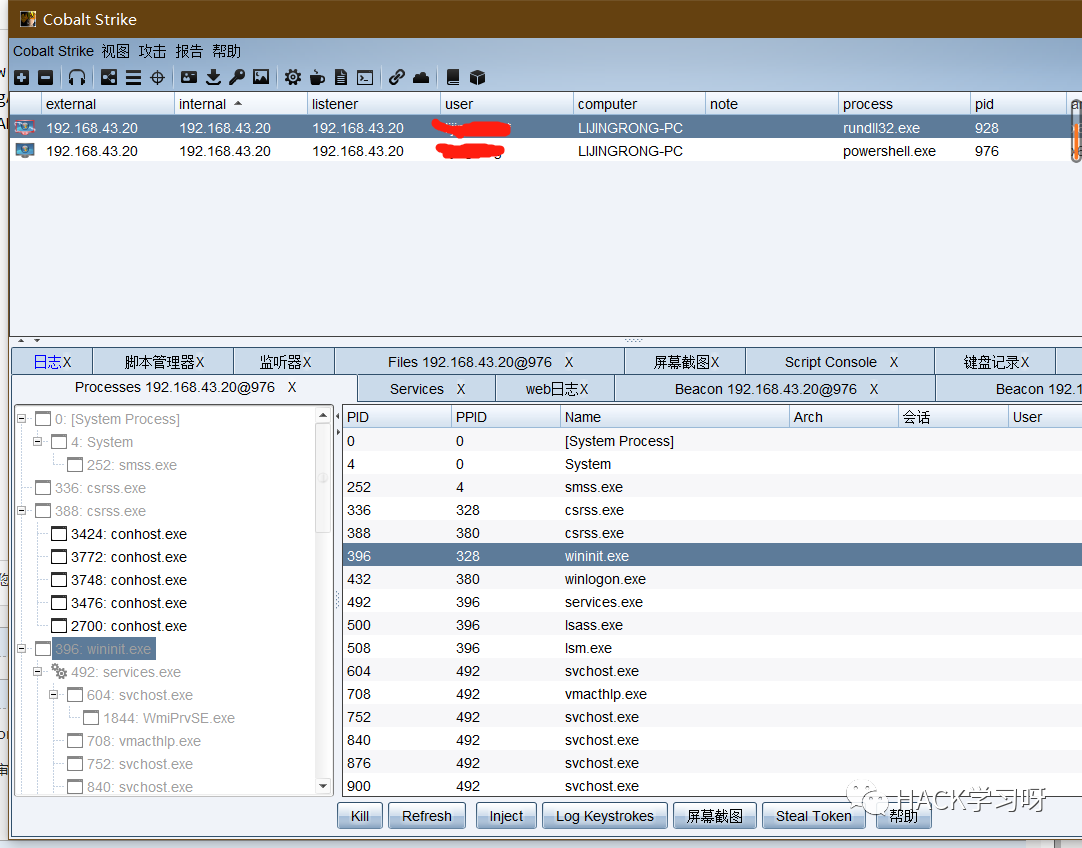 Cobalt Strike
Cobalt Strike 视图 攻击 报告 帮助
external internal listener user computer note process pid
192.168.43.20 192.168.43.20 192.168.43.20 LIJINGRONG-PC rundll32.exe 928
192.168.43.20 192.168.43.20 192.168.43.20 LIJINGRONG-PC powershell.exe 976
日志X 脚本管理器X 监听器X Files 192.168.43.20@976 X 屏幕截图X Script Console X 键盘记录X
Processes 192.168.43.20@976 X Services X web日志X Beacon 192.168.43.20@976 X Beacon 192.1
0: [System Process]
4: System
252: smss.exe
336: csrss.exe
388: csrss.exe
3424: conhost.exe
3772: conhost.exe
3748: conhost.exe
3476: conhost.exe
2700: conhost.exe
396: wininit.exe
492: services.exe
604: svchost.exe
1844: WmiPrvSE.exe
708: vmacthlp.exe
752: svchost.exe
840: svchost.exe
PID PPID Name Arch 会话 User
0 0 [System Process]
4 0 System
252 4 smss.exe
336 328 csrss.exe
388 380 csrss.exe
396 328 wininit.exe
432 380 winlogon.exe
492 396 services.exe
500 396 lsass.exe
508 396 lsm.exe
604 492 svchost.exe
708 492 vmacthlp.exe
752 492 svchost.exe
840 492 svchost.exe
876 492 svchost.exe
900 492 svchost.exe
Kill Refresh Inject Log Keystrokes 屏幕截图 Steal Token 帮助
HACK学习呀